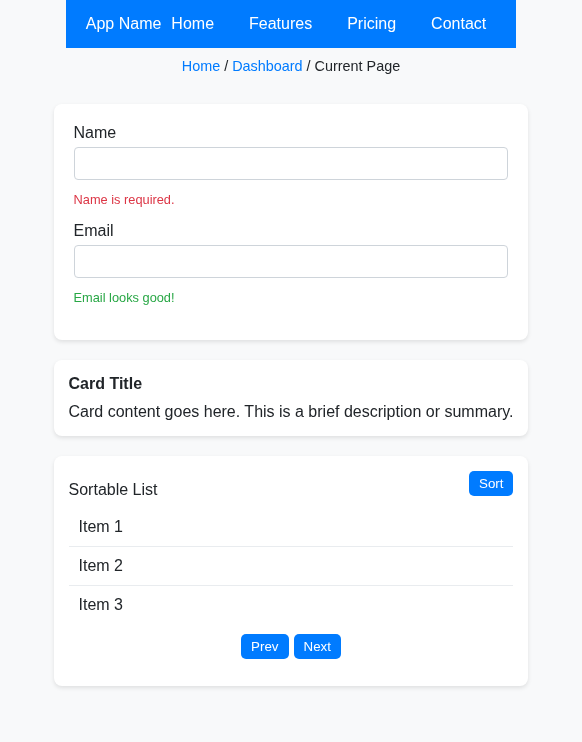 App Name Home Features Pricing Contact
Home / Dashboard / Current Page
Name
Name is required.
Email
Email looks good!
Card Title
Card content goes here. This is a brief description or summary.
Sortable List Sort
Item 1
Item 2
Item 3
Prev Next